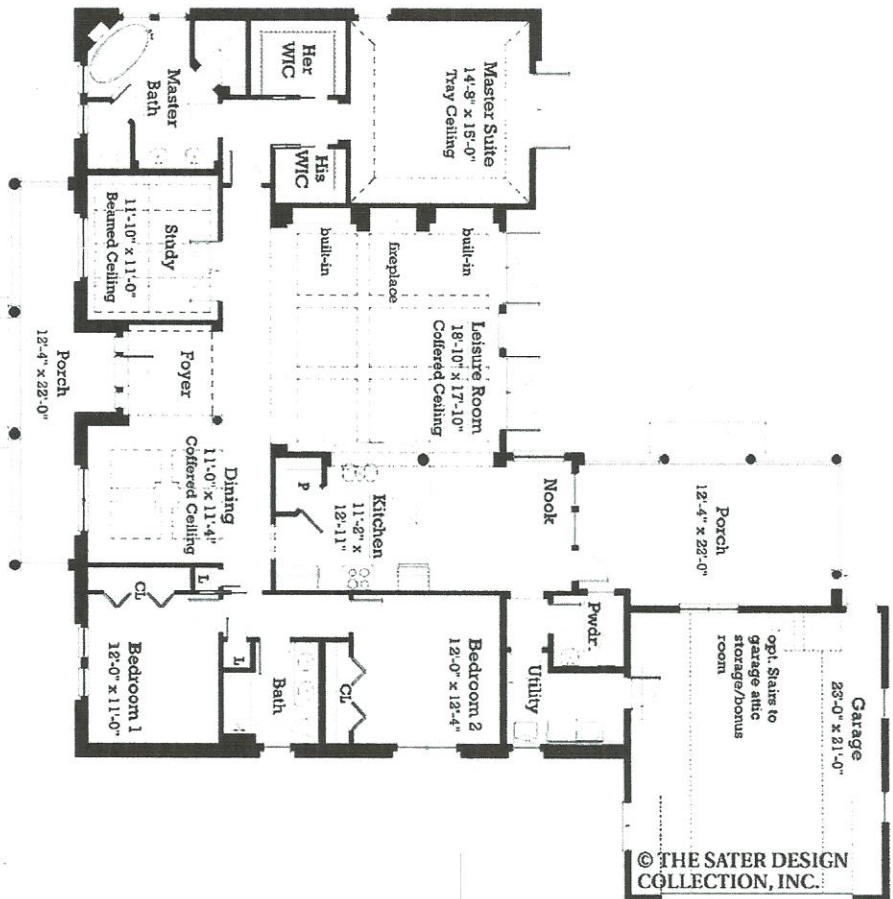 Master
Bath
Her
WIC
His
WIC
Master Suite
14'-8" x 15'-0"
Tray Ceiling
Study
11'-10" x 11'-0"
Beamed Ceiling
built-in
fireplace
built-in
Leisure Room
18'-10" x 17'-10"
Coffered Ceiling
Porch
12'-4" x 22'-0"
Foyer
Dining
11'-0" x 11'-4"
Coffered Ceiling
P
Kitchen
11'-2" x
12'-11"
Nook
Porch
12'-4" x 22'-0"
CL
L
Bedroom 1
12'-0" x 11'-0"
L
Bath
CL
Bedroom 2
12'-0" x 12'-4"
Pwdr.
Utility
opt. Stairs to
garage attic
storage/bonus
room
Garage
23'-0" x 21'-0"
© THE SATER DESIGN
COLLECTION, INC.